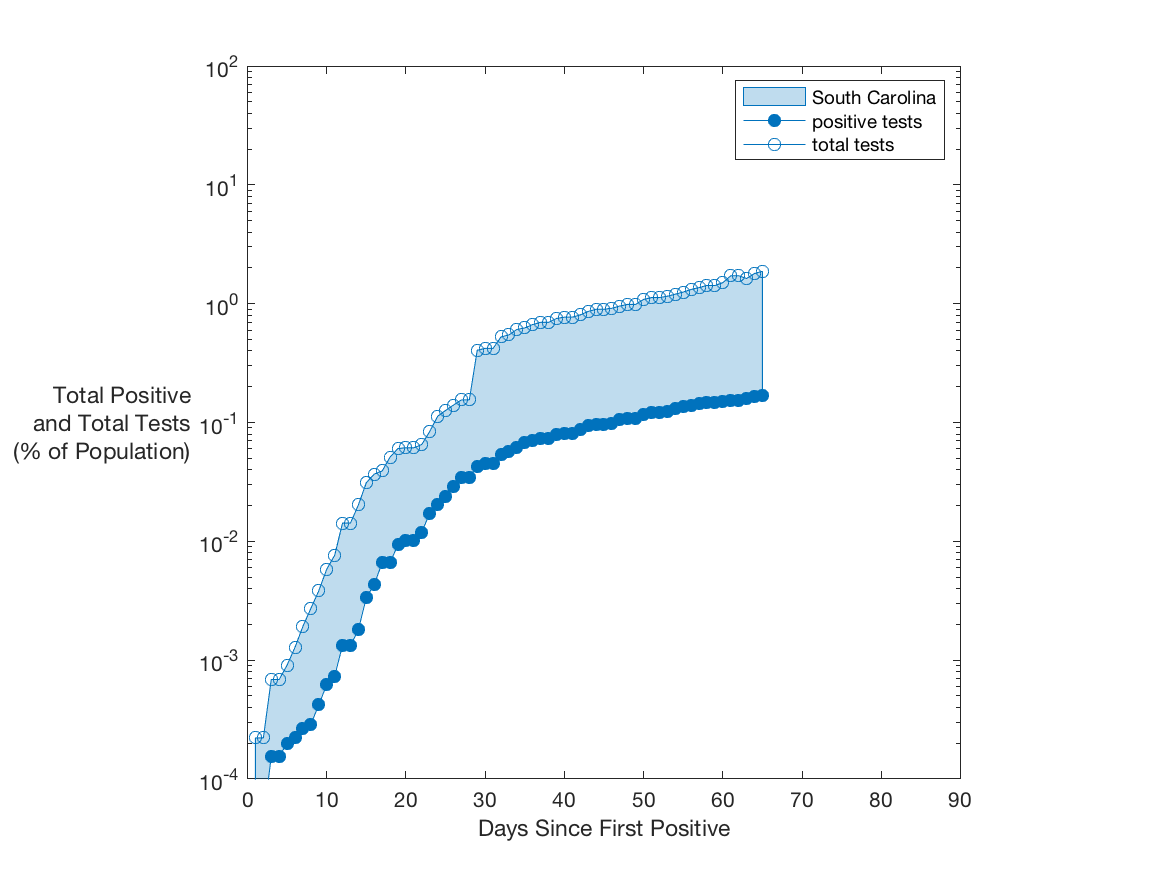 10^2
10^1
10^0
10^-1
10^-2
10^-3
10^-4
Total Positive
and Total Tests
(% of Population)
0 10 20 30 40 50 60 70 80 90
Days Since First Positive
South Carolina
positive tests
total tests